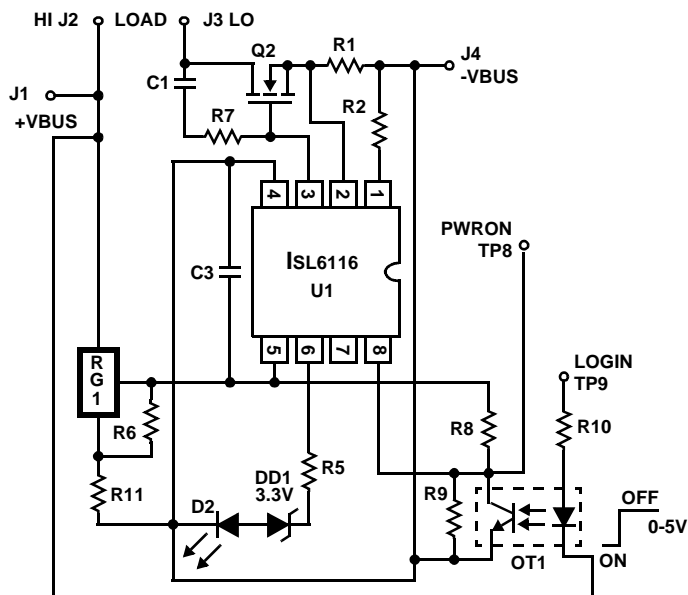 HI J2 LOAD J3 LO
Q2
R1
J4
-VBUS
C1
J1
+VBUS
R2
R7
4 3 2 1
ISL6116
U1
PWRON
TP8
C3
5 6 7 8
RG1
LOGIN
TP9
R6
R8
R10
R5
R11
DD1
3.3V
D2
R9
OFF
0-5V
ON
OT1